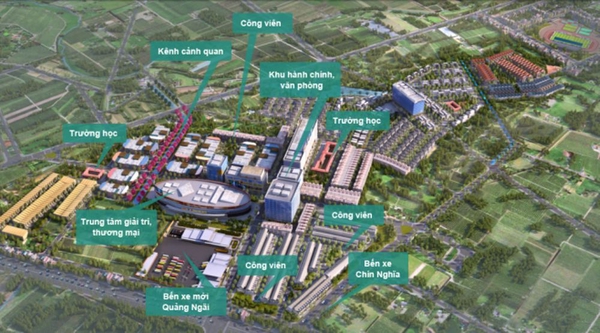 Công viên
Kênh cảnh quan
Khu hành chính,
văn phòng
Trường học
Trường học
Trung tâm giải trí,
thương mại
Công viên
Công viên
Bến xe
Chín Nghĩa
Bến xe mới
Quảng Ngãi